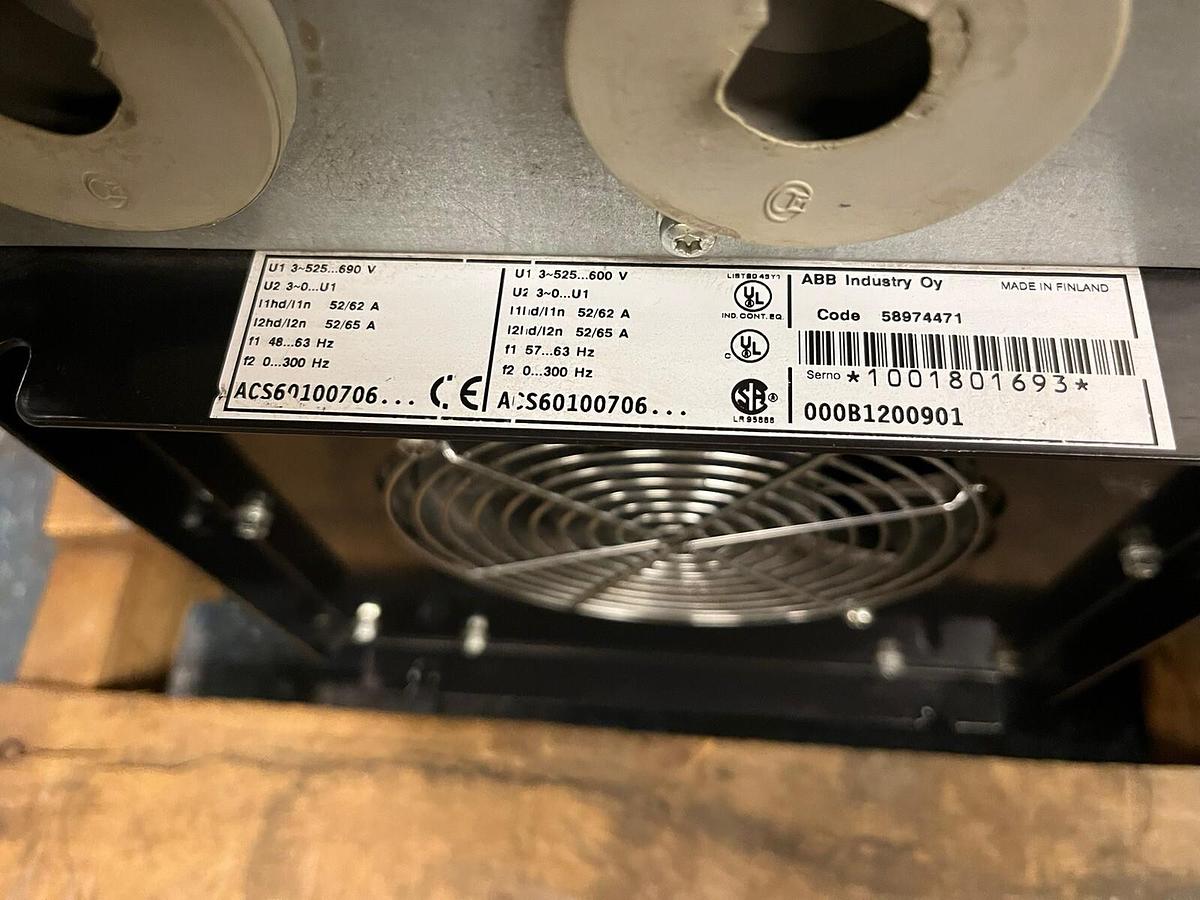 U1 3~525...690 V
U2 3~0...U1
I1hd/I1n 52/62 A
I2hd/I2n 52/65 A
f1 48...63 Hz
f2 0...300 Hz
ACS60100706... CE
U1 3~525...600 V
U2 3~0...U1
I1hd/I1n 52/62 A
I2hd/I2n 52/65 A
f1 57...63 Hz
f2 0...300 Hz
ACS60100706...
LISTED 45Y1
UL
IND.CONT.EQ.
C UL
SA ®
LR 95888
ABB Industry Oy MADE IN FINLAND
Code 58974471
Serno *1001801693*
000B1200901